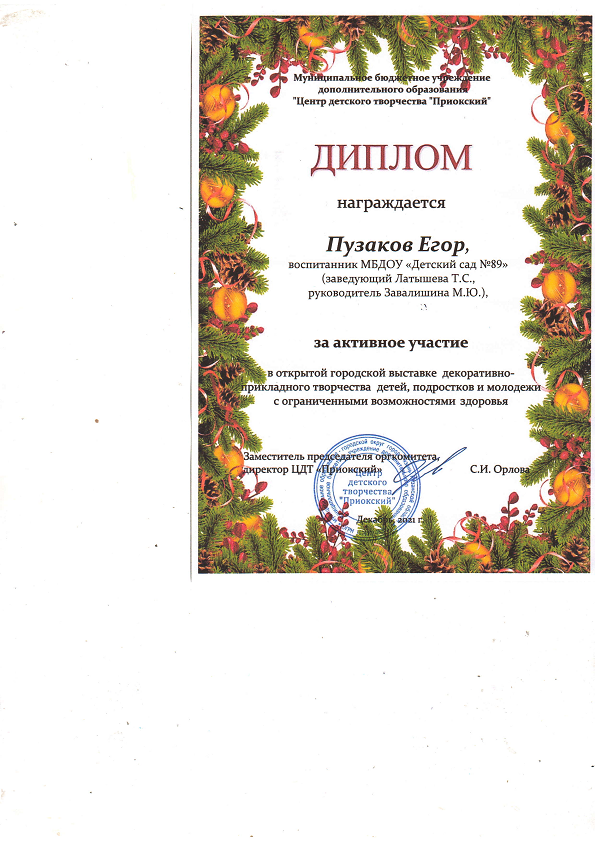 Муниципальное бюджетное учреждение
дополнительного образования
"Центр детского творчества "Приокский"
ДИПЛОМ
награждается
Пузаков Егор,
воспитанник МБДОУ «Детский сад №89»
(заведующий Латышева Т.С.,
руководитель Завалишина М.Ю.),
за активное участие
в открытой городской выставке декоративно-
прикладного творчества детей, подростков и молодежи
с ограниченными возможностями здоровья
Заместитель председателя оргкомитета,
директор ЦДТ «Приокский» С.И. Орлова
Центр
детского
творчества
"Приокский"
Декабрь, 2021 г.